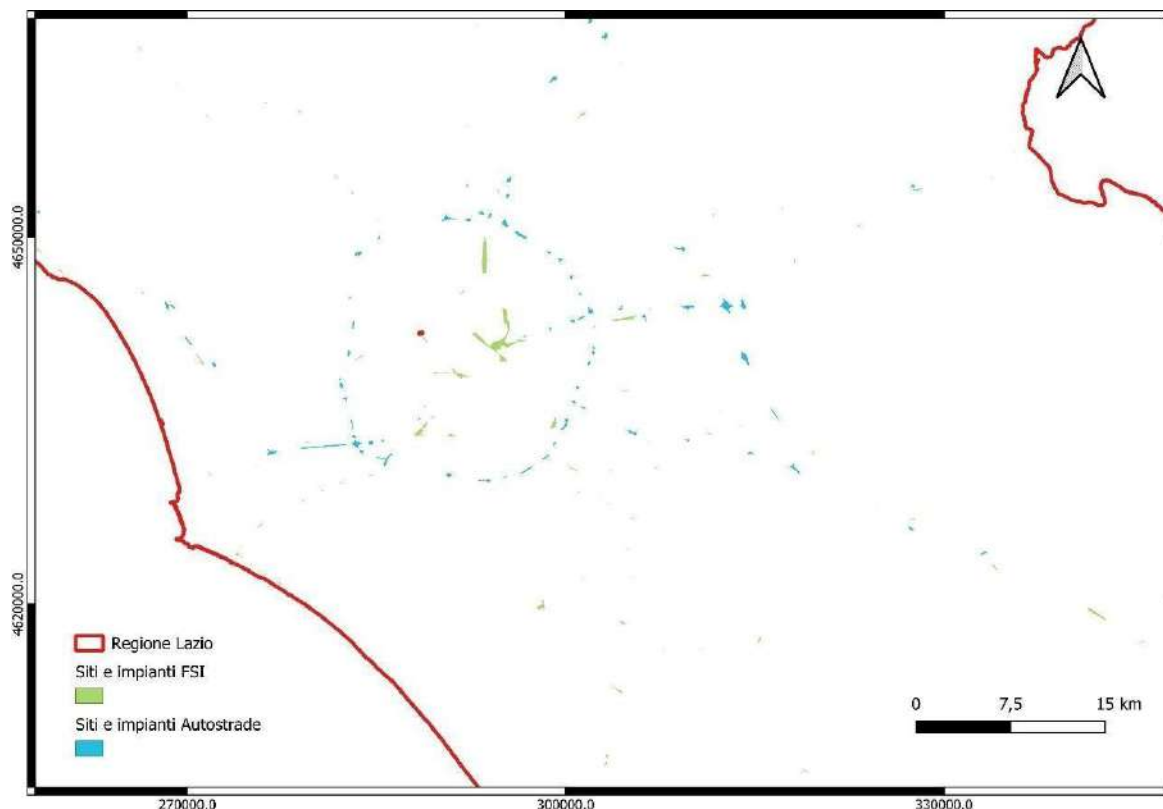 4650000.0
4620000.0
Regione Lazio
Siti e impianti FSI
Siti e impianti Autostrade
0 7,5 15 km
270000.0 300000.0 330000.0